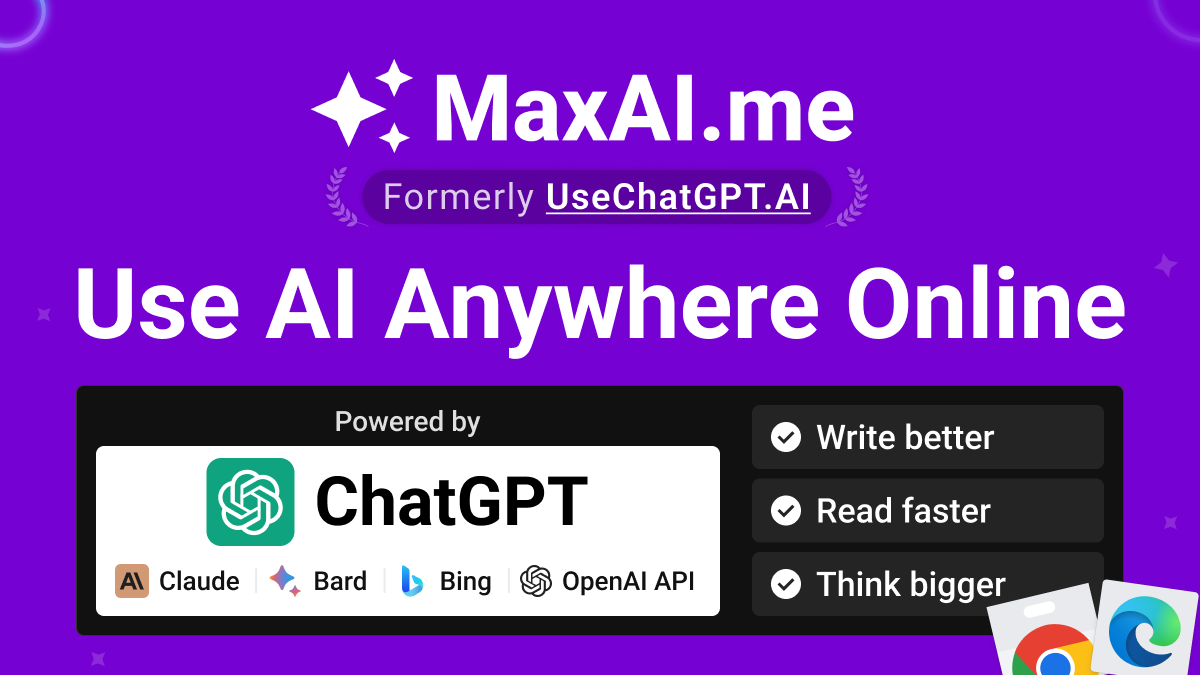 MaxAI.me
Formerly UseChatGPT.AI
Use AI Anywhere Online
Powered by
ChatGPT
Claude
Bard
Bing
OpenAI API
Write better
Read faster
Think bigger